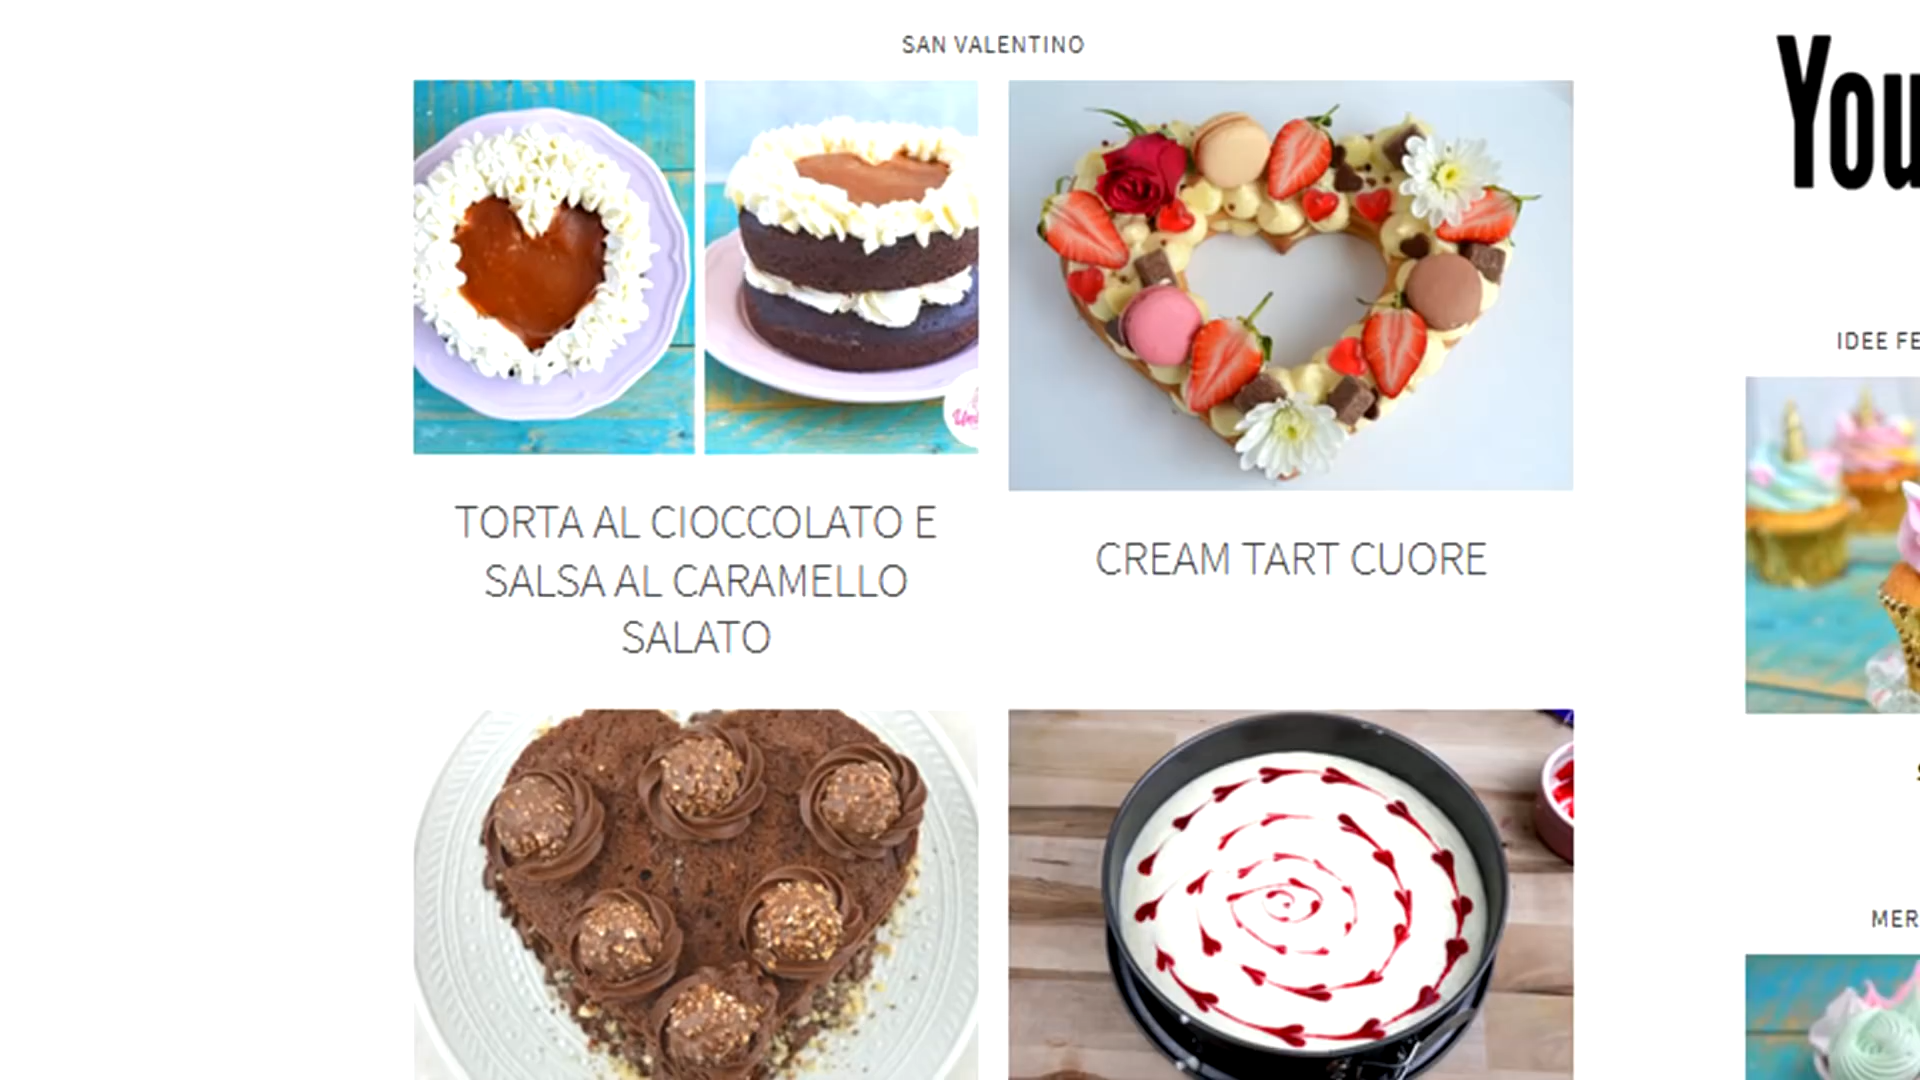 SAN VALENTINO
You
IDEE FE
TORTA AL CIOCCOLATO E
SALSA AL CARAMELLO
SALATO
CREAM TART CUORE
MER